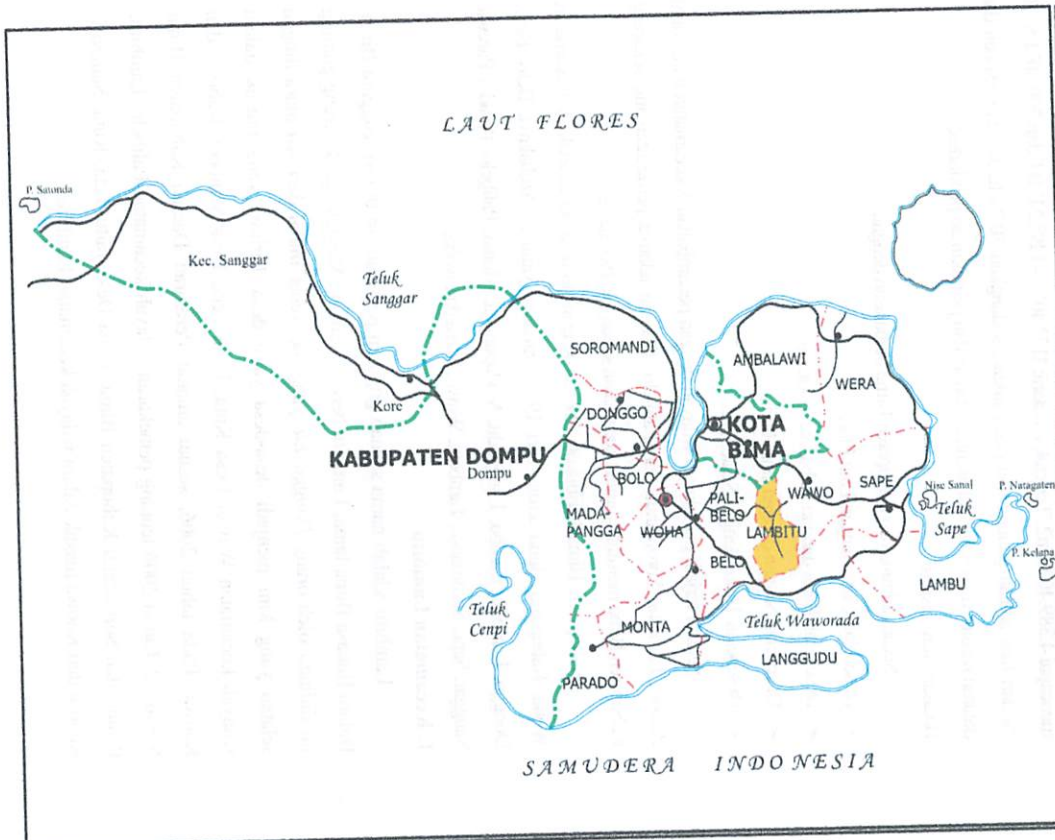 LAUT FLORES
P. Satonda
Kec. Sanggar
Teluk
Sanggar
SOROMANDI
AMBALAWI
WERA
Kore
DONGGO
KOTA
BIMA
KABUPATEN DOMPU
Dompu
BOLO
PALI-
BELO
WAWO
SAPE
Nisc Sanal
P. Natagaten
MADA-
PANGGA
WOHA
LAMBITU
Teluk
Sape
BELO
LAMBU
P. Kelapa
Teluk
Cenpi
MONTA
Teluk Waworada
LANGGUDU
PARADO
SAMUDERA INDONESIA